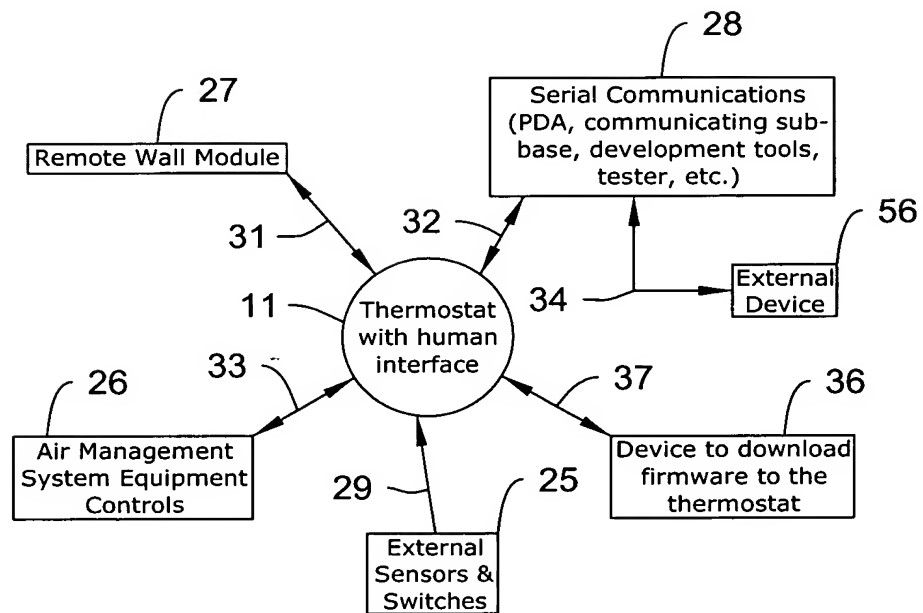 28
27
Serial Communications
(PDA, communicating sub-
base, development tools,
tester, etc.)
Remote Wall Module
56
31
32
External
Device
34
11
Thermostat
with human
interface
26
33
37
36
Air Management
System Equipment
Controls
Device to download
firmware to the
thermostat
29
25
External
Sensors &
Switches